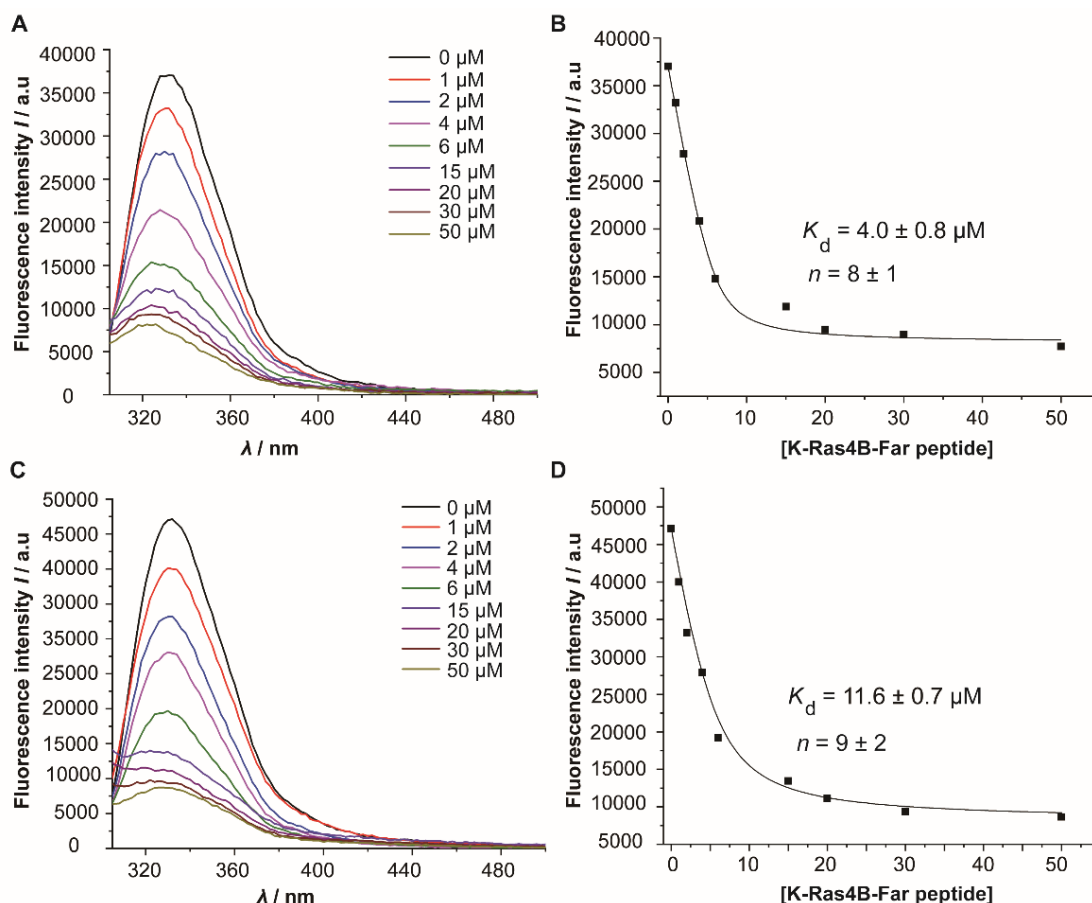 A
Fluorescence intensity I / a.u
40000
35000
30000
25000
20000
15000
10000
5000
0
320
360
400
440
480
λ / nm
0 µM
1 µM
2 µM
4 µM
6 µM
15 µM
20 µM
30 µM
50 µM
B
Fluorescence intensity I / a.u
40000
35000
30000
25000
20000
15000
10000
5000
0
10
20
30
40
50
[K-Ras4B-Far peptide]
Kd = 4.0 ± 0.8 µM
n = 8 ± 1
C
Fluorescence intensity I / a.u
50000
45000
40000
35000
30000
25000
20000
15000
10000
5000
0
320
360
400
440
480
λ / nm
0 µM
1 µM
2 µM
4 µM
6 µM
15 µM
20 µM
30 µM
50 µM
D
Fluorescence intensity I / a.u
50000
45000
40000
35000
30000
25000
20000
15000
10000
5000
0
10
20
30
40
50
[K-Ras4B-Far peptide]
Kd = 11.6 ± 0.7 µM
n = 9 ± 2